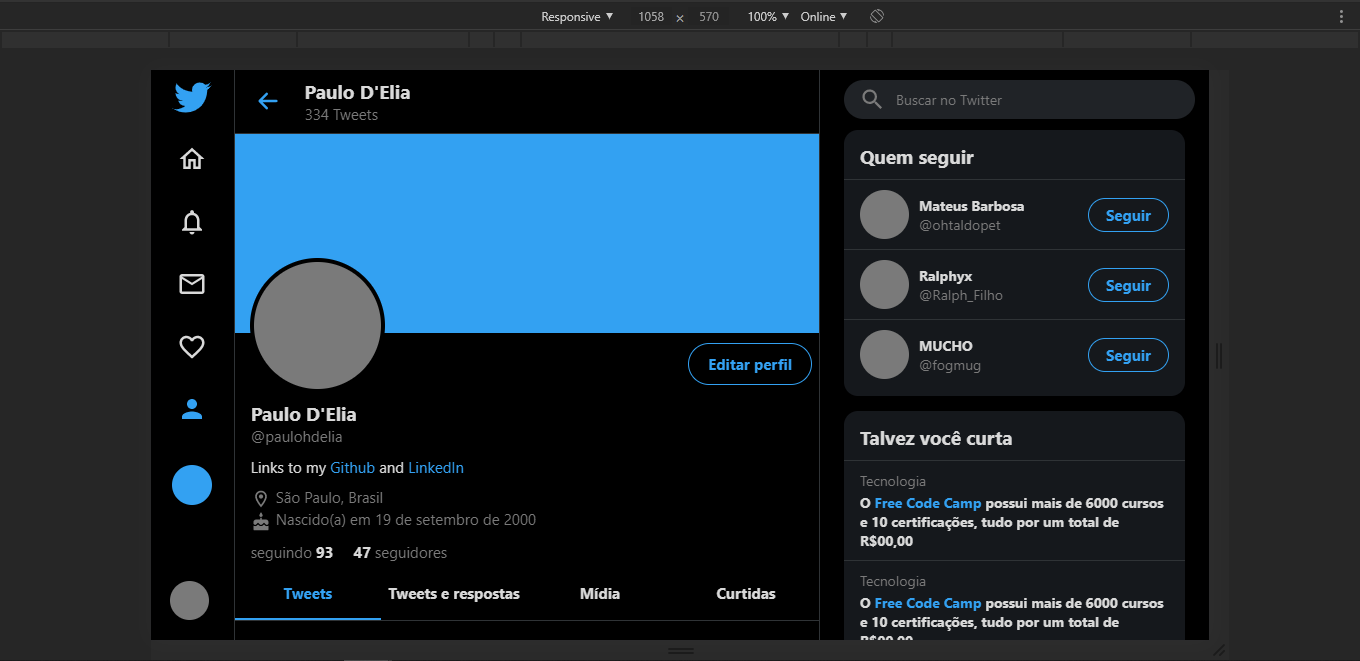 Responsive ▼ 1058 × 570 100% ▼ Online ▼
Paulo D'Elia
334 Tweets
Editar perfil
Paulo D'Elia
@paulohdelia
Links to my Github and LinkedIn
São Paulo, Brasil
Nascido(a) em 19 de setembro de 2000
seguindo 93 47 seguidores
Tweets Tweets e respostas Mídia Curtidas
Buscar no Twitter
Quem seguir
Mateus Barbosa
@ohtaldopet
Seguir
Ralphyx
@Ralph_Filho
Seguir
MUCHO
@fogmug
Seguir
Talvez você curta
Tecnologia
O Free Code Camp possui mais de 6000 cursos
e 10 certificações, tudo por um total de
R$00,00
Tecnologia
O Free Code Camp possui mais de 6000 cursos
e 10 certificações, tudo por um total de
R$00,00